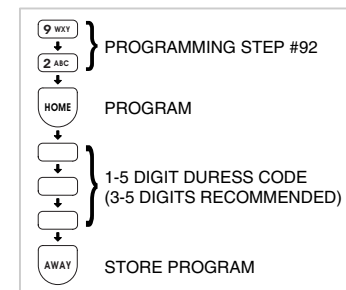 9 WXY
PROGRAMMING STEP #92
2 ABC
HOME PROGRAM
1-5 DIGIT DURESS CODE
(3-5 DIGITS RECOMMENDED)
AWAY STORE PROGRAM